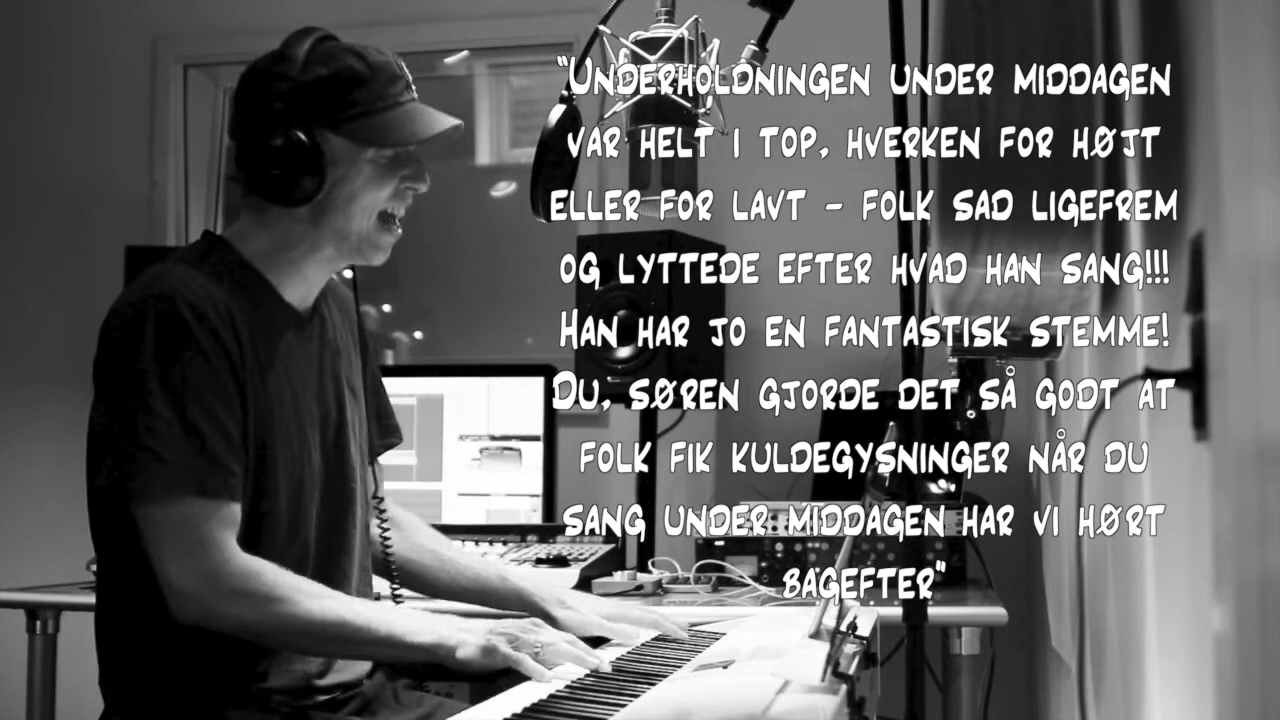 "Underholdningen under middagen
var helt i top, hverken for højt
eller for lavt - folk sad ligefrem
og lyttede efter hvad han sang!!!
Han har jo en fantastisk stemme!
Du, søren gjorde det så godt at
folk fik kuldegysninger når du
sang under middagen har vi hørt
bagefter"